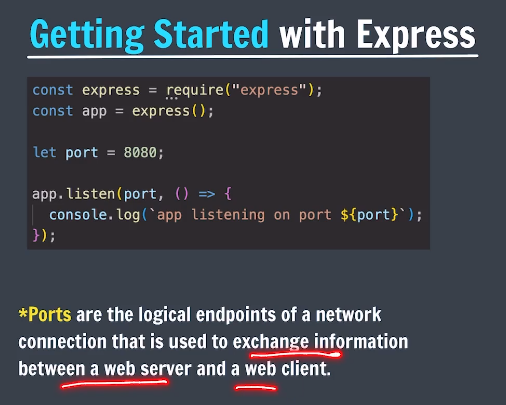 Getting Started with Express
const express = require("express");
const app = express();
let port = 8080;
app.listen(port, () => {
  console.log(`app listening on port ${port}`);
});
*Ports are the logical endpoints of a network
connection that is used to exchange information
between a web server and a web client.